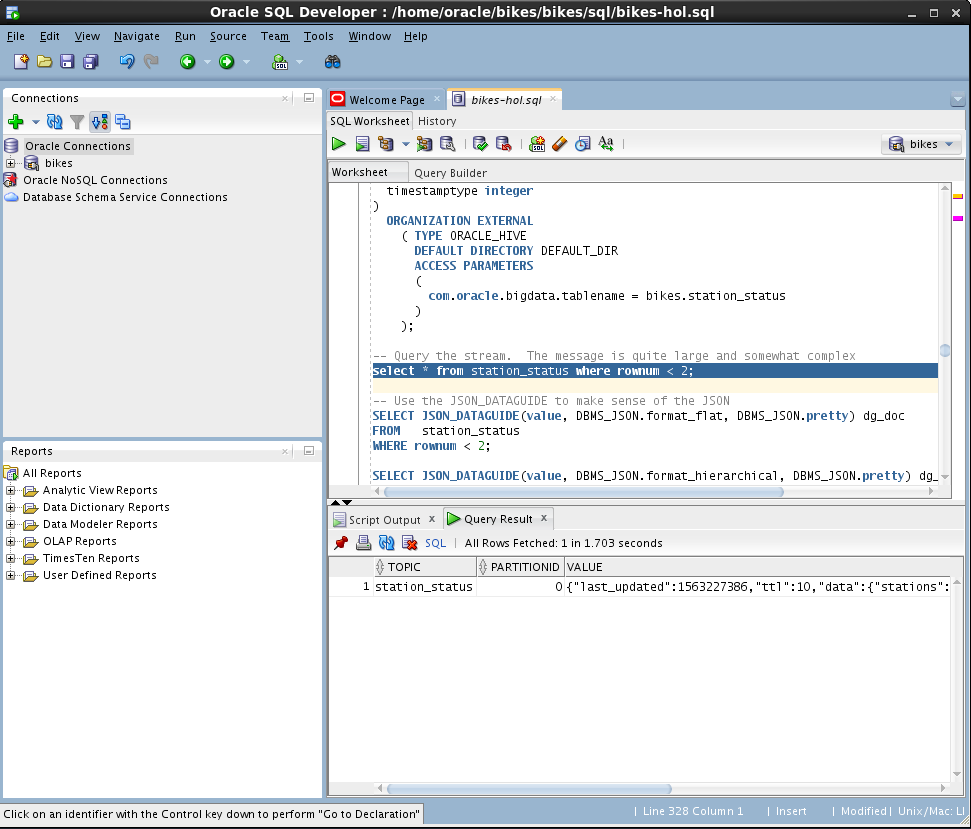 Oracle SQL Developer : /home/oracle/bikes/bikes/sql/bikes-hol.sql
File Edit View Navigate Run Source Team Tools Window Help
Connections
Oracle Connections
bikes
Oracle NoSQL Connections
Database Schema Service Connections
Reports
All Reports
Analytic View Reports
Data Dictionary Reports
Data Modeler Reports
OLAP Reports
TimesTen Reports
User Defined Reports
Welcome Page bikes-hol.sql
SQL Worksheet History
bikes
Worksheet Query Builder
timestamptype integer
)
ORGANIZATION EXTERNAL
( TYPE ORACLE_HIVE
DEFAULT DIRECTORY DEFAULT_DIR
ACCESS PARAMETERS
(
com.oracle.bigdata.tablename = bikes.station_status
)
);
-- Query the stream.  The message is quite large and somewhat complex
select * from station_status where rownum < 2;
-- Use the JSON_DATAGUIDE to make sense of the JSON
SELECT JSON_DATAGUIDE(value, DBMS_JSON.format_flat, DBMS_JSON.pretty) dg_doc
FROM   station_status
WHERE rownum < 2;
SELECT JSON_DATAGUIDE(value, DBMS_JSON.format_hierarchical, DBMS_JSON.pretty) dg_
Script Output x Query Result x
SQL | All Rows Fetched: 1 in 1.703 seconds
TOPIC PARTITIONID VALUE
1 station_status 0 {"last_updated":1563227386,"ttl":10,"data":{"stations":
Click on an identifier with the Control key down to perform "Go to Declaration"
| Line 328 Column 1 | Insert | Modified | Unix/Mac: LF